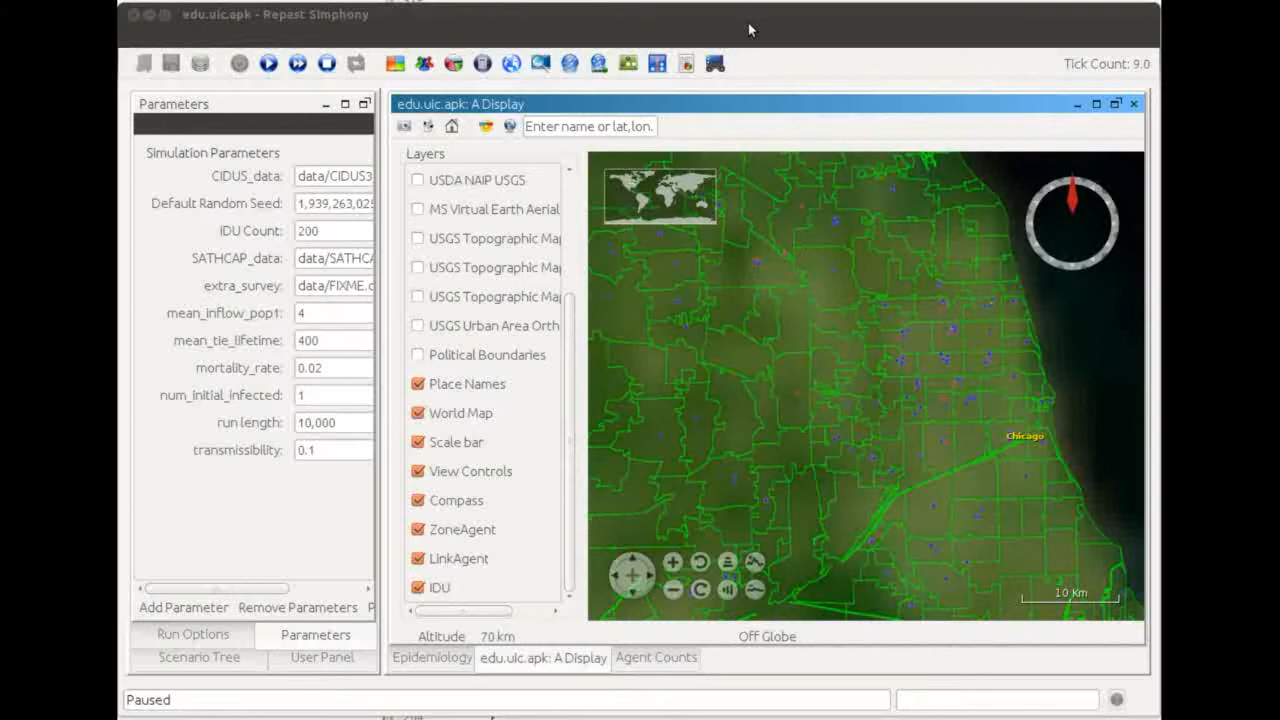 edu.uic.apk - Repast Simphony
Tick Count: 9.0
Parameters
Simulation Parameters
CIDUS_data: data/CIDUS3
Default Random Seed: 1,939,263,025
IDU Count: 200
SATHCAP_data: data/SATHCA
extra_survey: data/FIXME.c
mean_inflow_pop1: 4
mean_tie_lifetime: 400
mortality_rate: 0.02
num_initial_infected: 1
run length: 10,000
transmissibility: 0.1
Add Parameter Remove Parameters P
Run Options Parameters
Scenario Tree User Panel
edu.uic.apk: A Display
Enter name or lat,lon.
Layers
USDA NAIP USGS
MS Virtual Earth Aerial
USGS Topographic Map
USGS Topographic Map
USGS Topographic Map
USGS Urban Area Orth
Political Boundaries
Place Names
World Map
Scale bar
View Controls
Compass
ZoneAgent
LinkAgent
IDU
Chicago
10 Km
Altitude 70 km Off Globe
Epidemiology edu.uic.apk: A Display Agent Counts
Paused